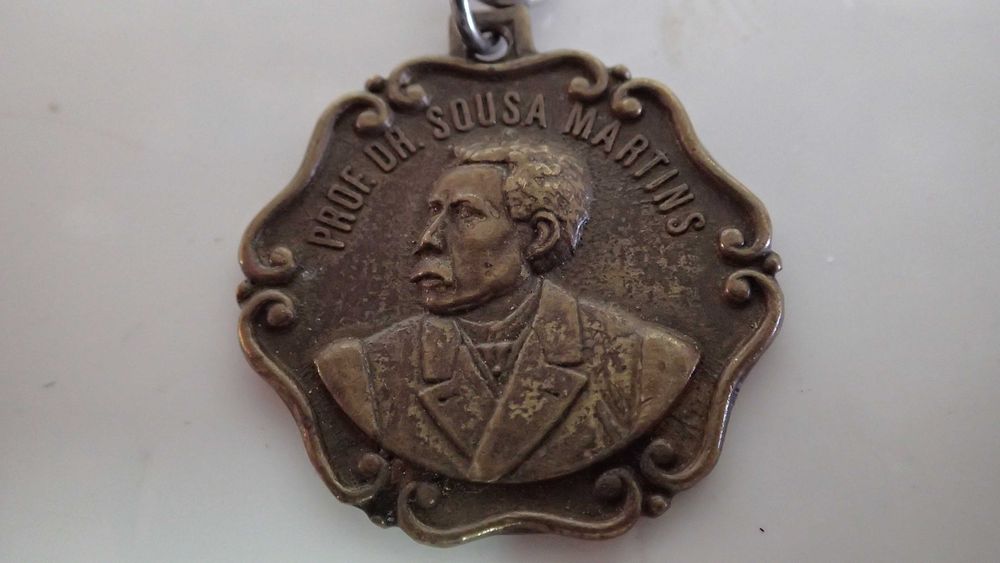 PROF. DR. SOUSA MARTINS